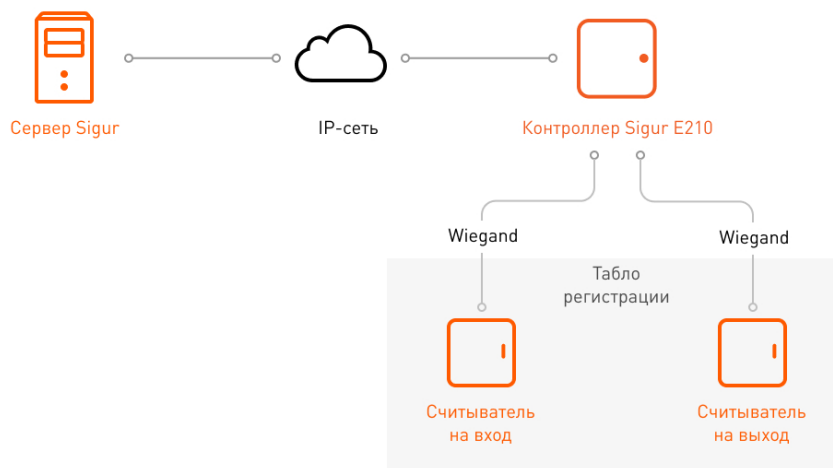 Сервер Sigur
IP-сеть
Контроллер Sigur E210
Wiegand
Wiegand
Табло
регистрации
Считыватель
на вход
Считыватель
на выход